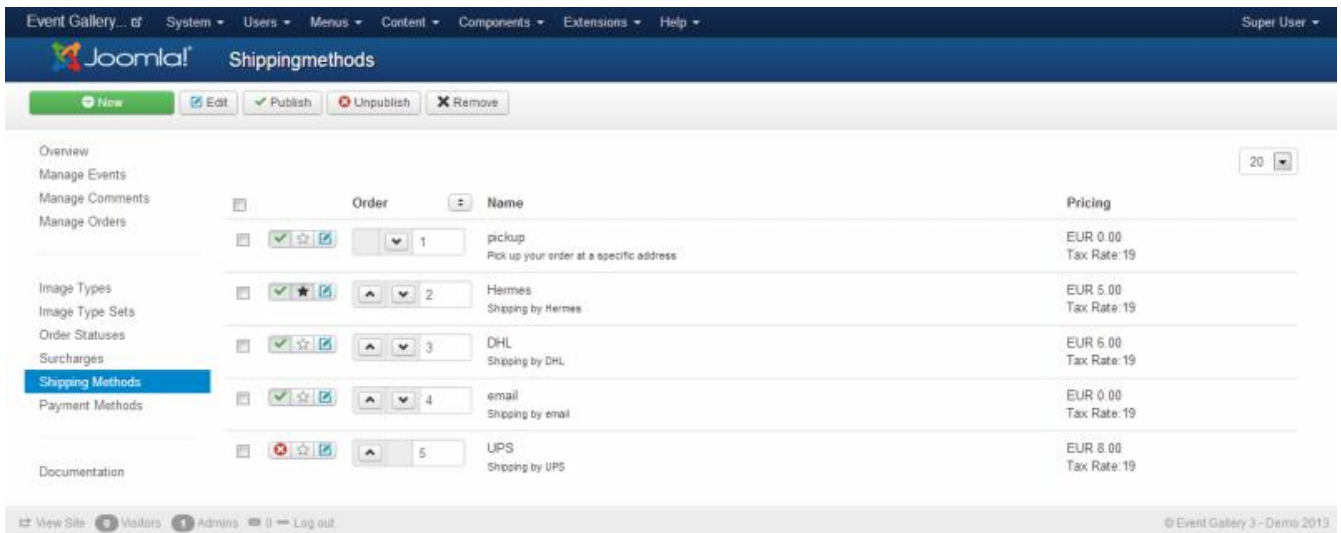 Event Gallery... System Users Menus Content Components Extensions Help Super User
Joomla! Shippingmethods
New Edit Publish Unpublish Remove
Overview
Manage Events
Manage Comments
Manage Orders
Image Types
Image Type Sets
Order Statuses
Surcharges
Shipping Methods
Payment Methods
Documentation
20
Order Name Pricing
1 pickup EUR 0.00
Pick up your order at a specific address Tax Rate:19
2 Hermes EUR 5.00
Shipping by Hermes Tax Rate:19
3 DHL EUR 6.00
Shipping by DHL Tax Rate:19
4 email EUR 0.00
Shipping by email Tax Rate:19
5 UPS EUR 8.00
Shipping by UPS Tax Rate:19
View Site Visitors 1 Admins 0 Log out © Event Gallery 3 - Demo 2013